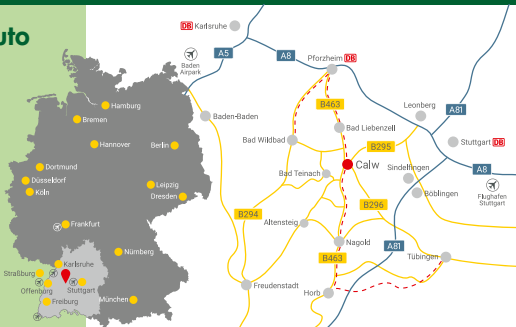 uto
Hamburg
Bremen
Hannover
Berlin
Dortmund
Düsseldorf
Köln
Leipzig
Dresden
Frankfurt
Nürnberg
Karlsruhe
Straßburg
Stuttgart
Offenburg
Freiburg
München
DB Karlsruhe
Baden
Airpark
A5
A8
Pforzheim DB
A81
Leonberg
B463
Baden-Baden
Bad Liebenzell
Bad Wildbad
B295
Stuttgart DB
Calw
Bad Teinach
Sindelfingen
A8
Böblingen
Flughafen
Stuttgart
B294
B296
Altensteig
Nagold
A81
B463
Tübingen
Freudenstadt
Horb